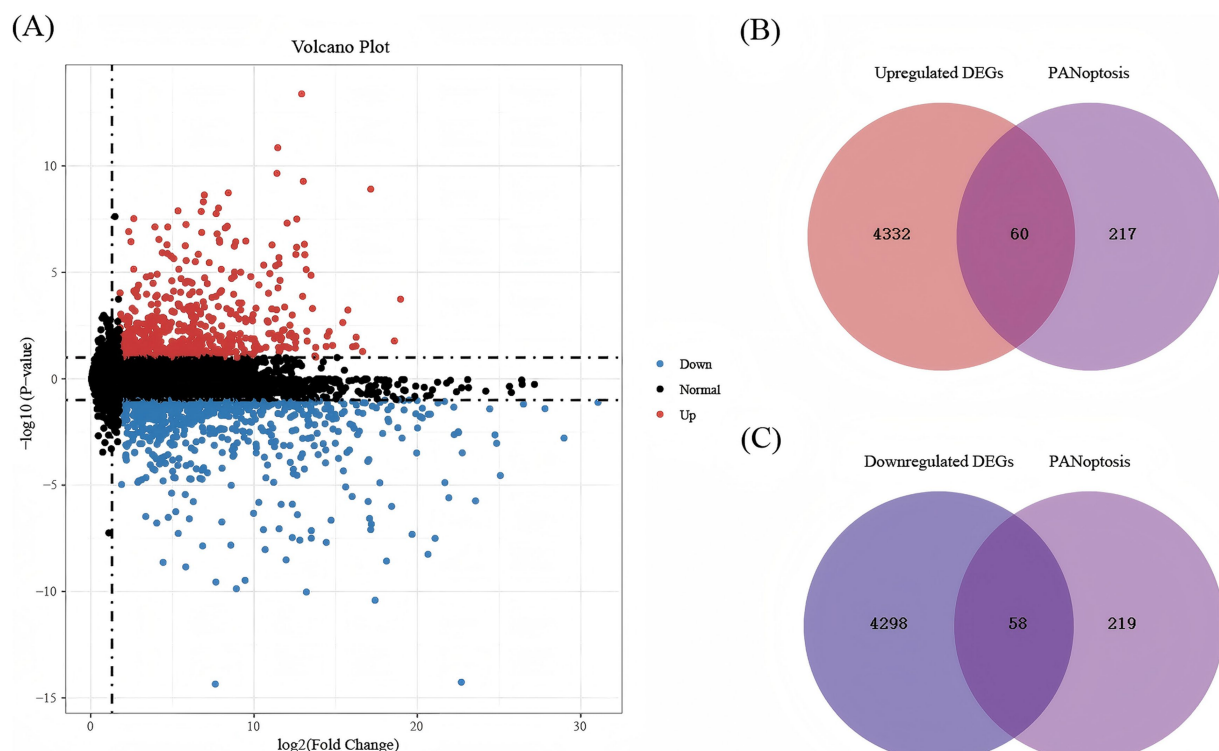 (A)
Volcano Plot
10
5
0
−5
−10
−15
0
10
20
30
−log10 (P−value)
log2(Fold Change)
Down
Normal
Up
(B)
Upregulated DEGs
PANoptosis
4332
60
217
(C)
Downregulated DEGs
PANoptosis
4298
58
219